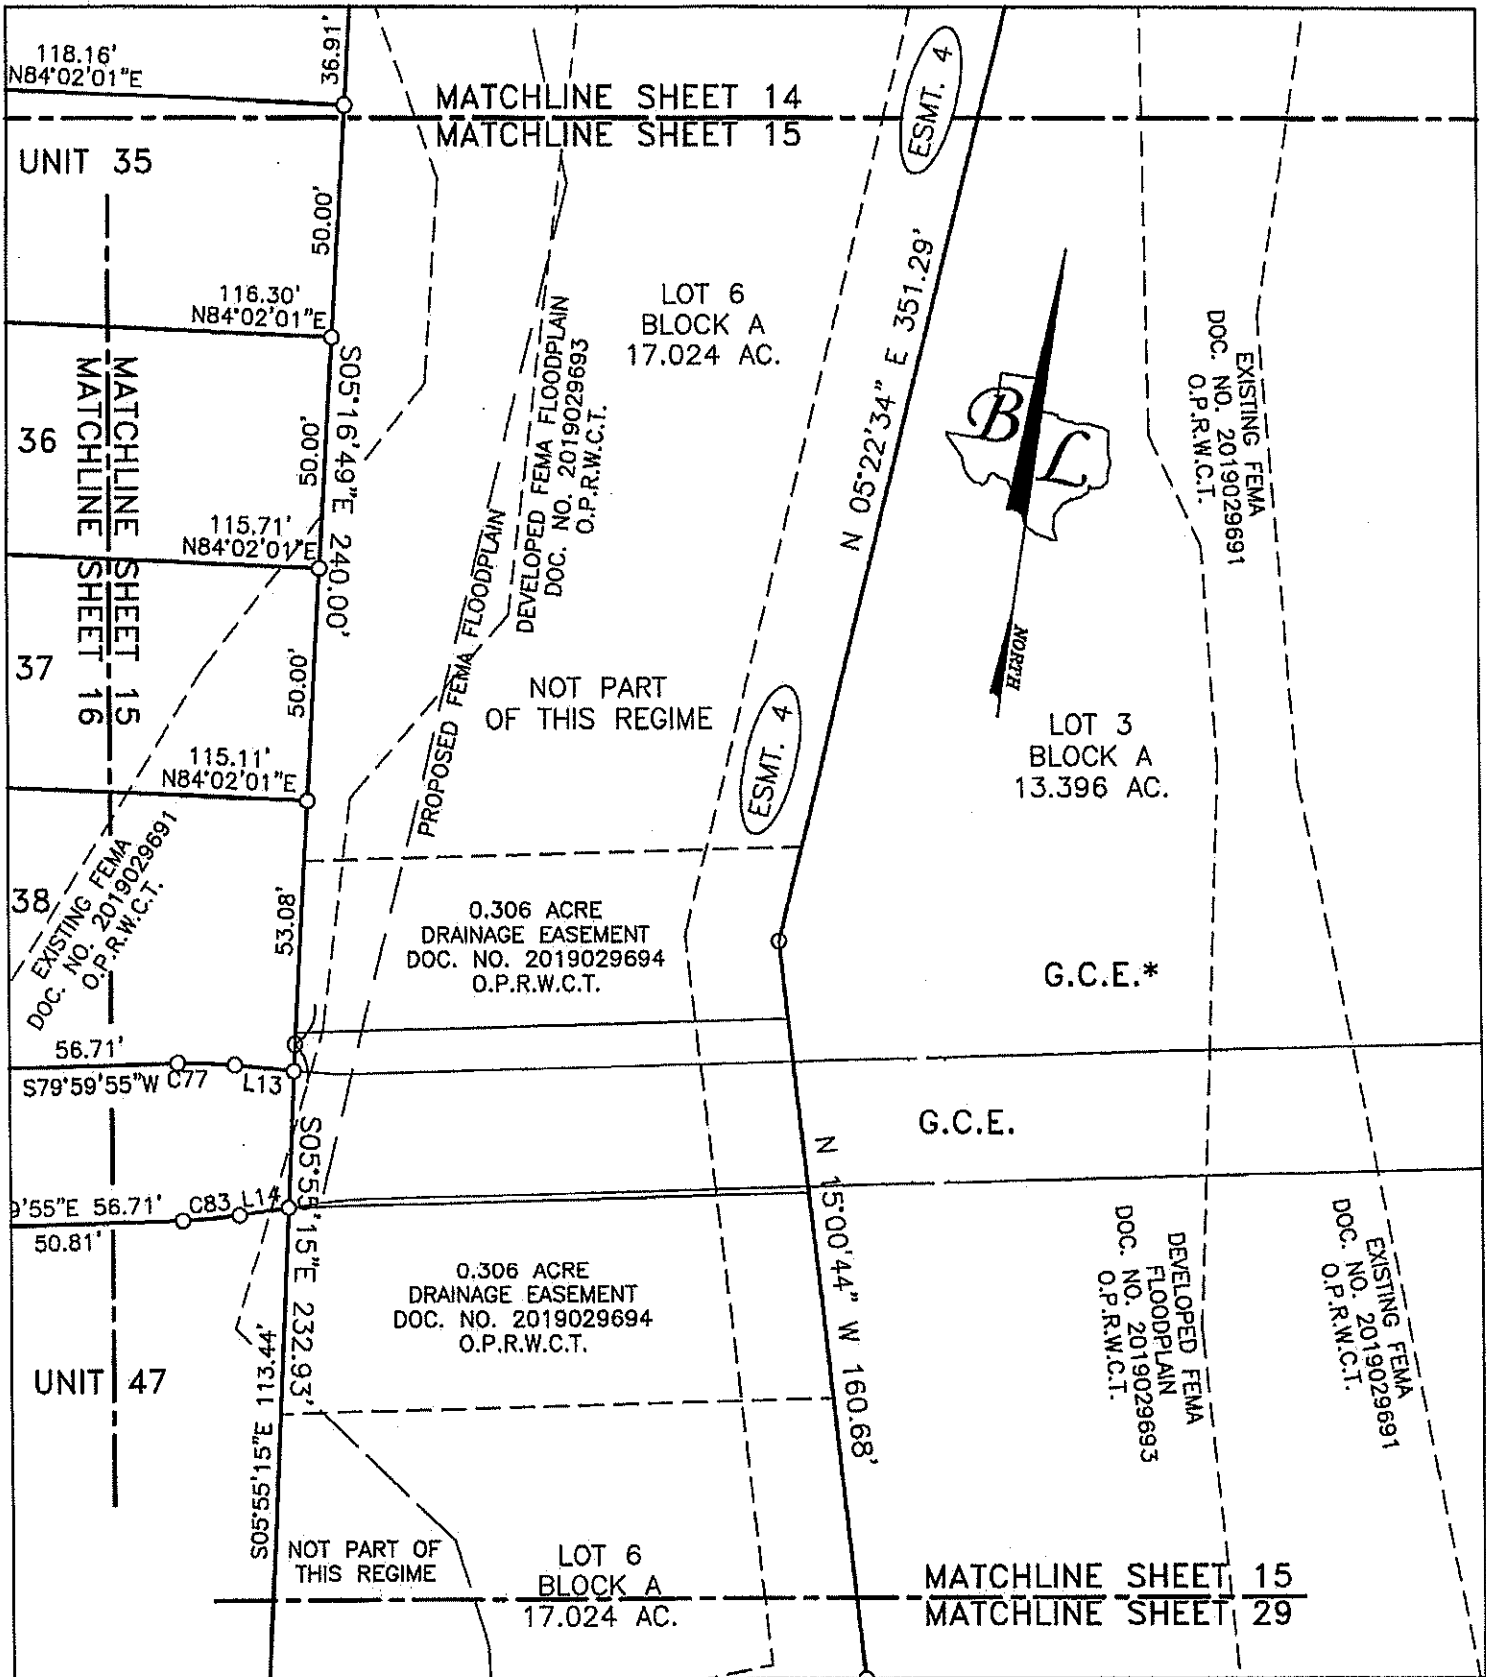 118.16'
N84°02'01"E
36.91'
MATCHLINE SHEET 14
MATCHLINE SHEET 15
ESMT. 4
UNIT 35
50.00'
116.30'
N84°02'01"E
LOT 6
BLOCK A
17.024 AC.
N 05°22'34" E 351.29'
DEVELOPED FEMA FLOODPLAIN
DOC. NO. 2019029693
O.P.R.W.C.T.
EXISTING FEMA
DOC. NO. 2019029691
O.P.R.W.C.T.
B L
NORTH
MATCHLINE SHEET 15
MATCHLINE SHEET 16
36
50.00'
S05°16'49"E 240.00'
115.71'
N84°02'01"E
PROPOSED FEMA FLOODPLAIN
37
50.00'
NOT PART
OF THIS REGIME
ESMT. 4
LOT 3
BLOCK A
13.396 AC.
115.11'
N84°02'01"E
38
EXISTING FEMA
DOC. NO. 2019029691
O.P.R.W.C.T.
53.08'
0.306 ACRE
DRAINAGE EASEMENT
DOC. NO. 2019029694
O.P.R.W.C.T.
G.C.E.*
56.71'
S79°59'55"W
C77
L13
G.C.E.
S05°55'15"E 232.93'
N 15°00'44" W 160.68'
9'55"E 56.71'
C83
L14
50.81'
0.306 ACRE
DRAINAGE EASEMENT
DOC. NO. 2019029694
O.P.R.W.C.T.
DEVELOPED FEMA
FLOODPLAIN
DOC. NO. 2019029693
O.P.R.W.C.T.
EXISTING FEMA
DOC. NO. 2019029691
O.P.R.W.C.T.
UNIT 47
S05°55'15"E 113.44'
NOT PART OF
THIS REGIME
LOT 6
BLOCK A
17.024 AC.
MATCHLINE SHEET 15
MATCHLINE SHEET 29